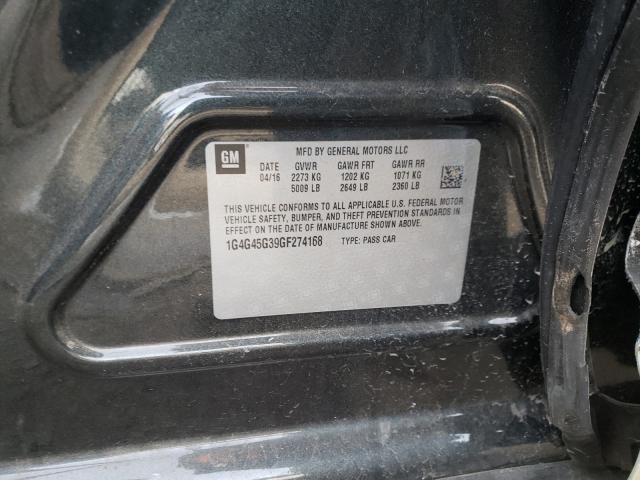 GM
MFD BY GENERAL MOTORS LLC
DATE GVWR GAWR FRT GAWR RR
04/16 2273 KG 1202 KG 1071 KG
5009 LB 2649 LB 2360 LB
THIS VEHICLE CONFORMS TO ALL APPLICABLE U.S. FEDERAL MOTOR
VEHICLE SAFETY, BUMPER, AND THEFT PREVENTION STANDARDS IN
EFFECT ON THE DATE OF MANUFACTURE SHOWN ABOVE.
1G4G45G39GF274168 TYPE: PASS CAR